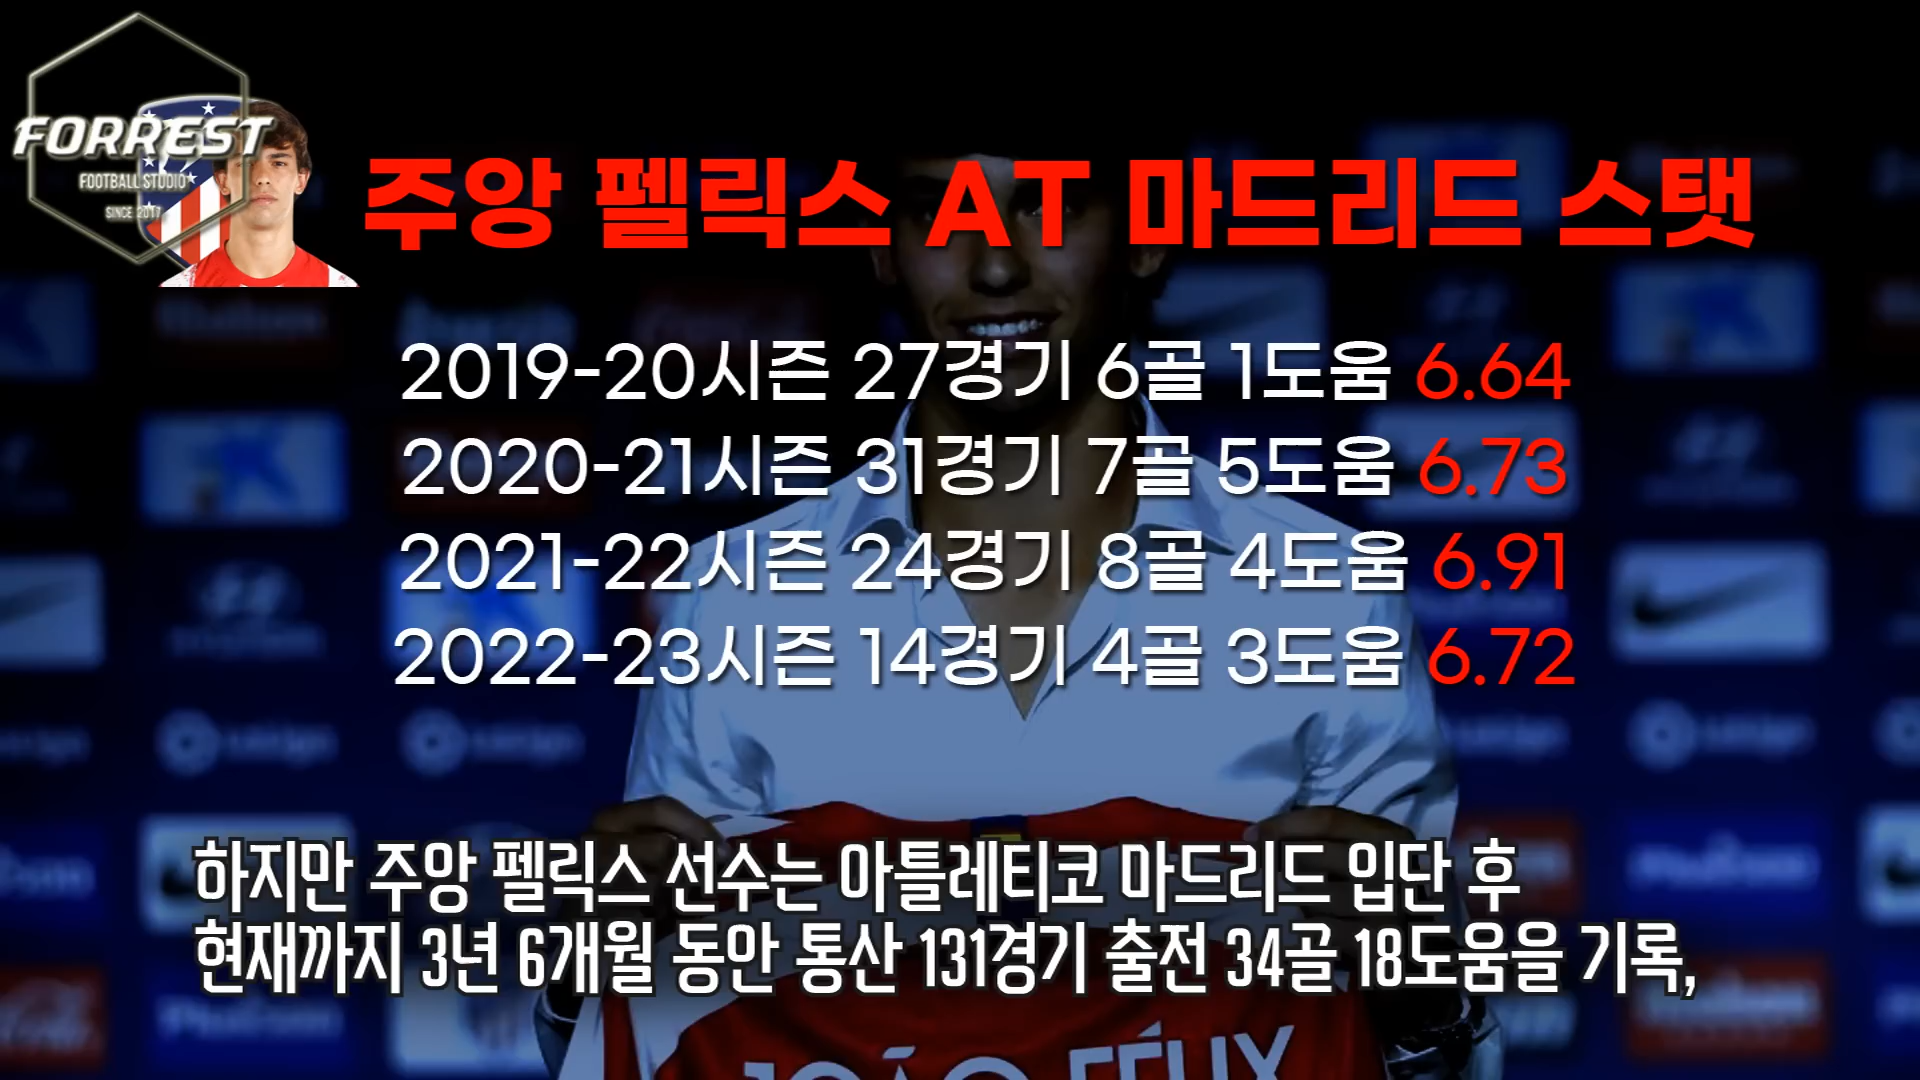 FORREST
FOOTBALL STUDIO
SINCE 2017
주앙 펠릭스 AT 마드리드 스탯
2019-20시즌 27경기 6골 1도움 6.64
2020-21시즌 31경기 7골 5도움 6.73
2021-22시즌 24경기 8골 4도움 6.91
2022-23시즌 14경기 4골 3도움 6.72
하지만 주앙 펠릭스 선수는 아틀레티코 마드리드 입단 후
현재까지 3년 6개월 동안 통산 131경기 출전 34골 18도움을 기록,
JOÃO FÉLIX